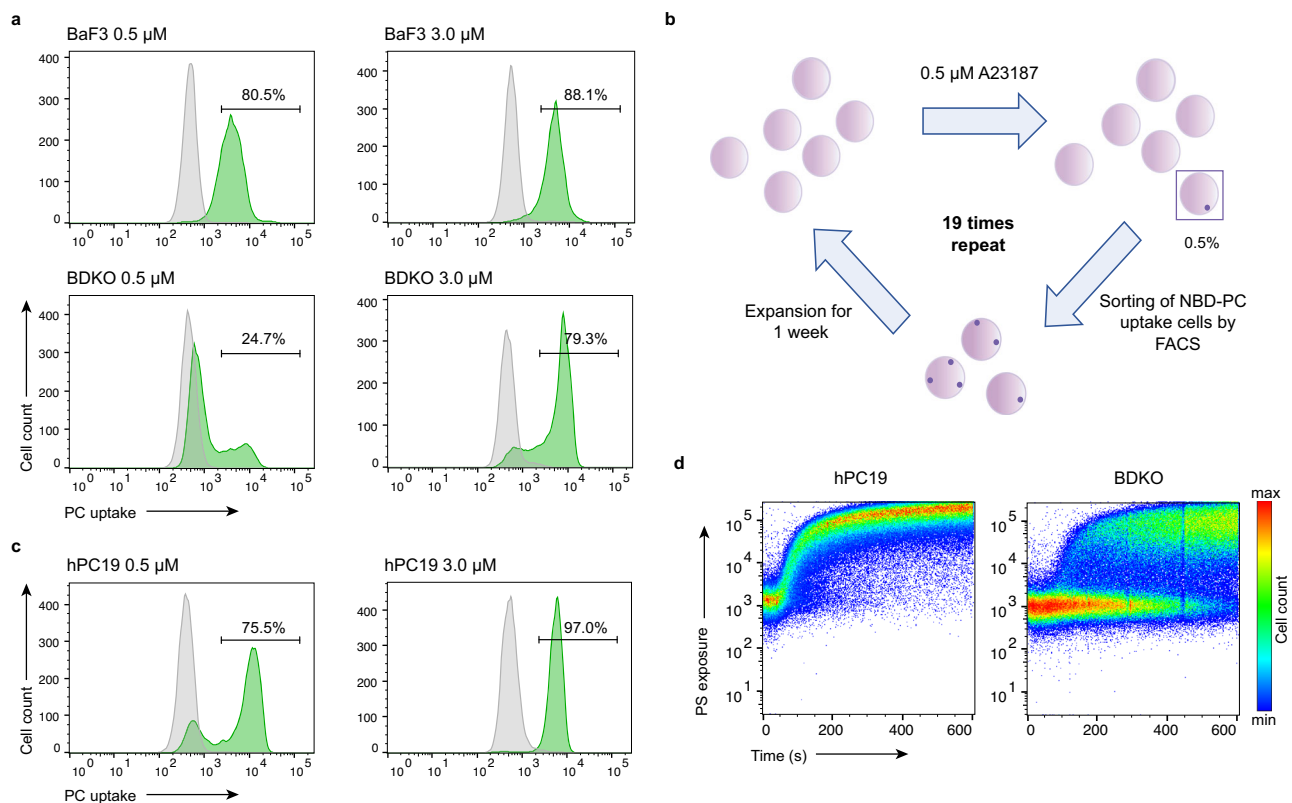 a
BaF3 0.5 µM
400
300
200
100
0
80.5%
10^0 10^1 10^2 10^3 10^4 10^5
BaF3 3.0 µM
400
300
200
100
0
88.1%
10^0 10^1 10^2 10^3 10^4 10^5
BDKO 0.5 µM
400
300
200
100
0
24.7%
10^0 10^1 10^2 10^3 10^4 10^5
Cell count
PC uptake
BDKO 3.0 µM
400
300
200
100
0
79.3%
10^0 10^1 10^2 10^3 10^4 10^5
b
0.5 µM A23187
19 times
repeat
0.5%
Expansion for
1 week
Sorting of NBD-PC
uptake cells by
FACS
c
hPC19 0.5 µM
400
300
200
100
0
75.5%
10^0 10^1 10^2 10^3 10^4 10^5
Cell count
PC uptake
hPC19 3.0 µM
400
300
200
100
0
97.0%
10^0 10^1 10^2 10^3 10^4 10^5
d
hPC19
10^5
10^4
10^3
10^2
10^1
0 200 400 600
PS exposure
Time (s)
BDKO
10^5
10^4
10^3
10^2
10^1
200 400 600
max
Cell count
min